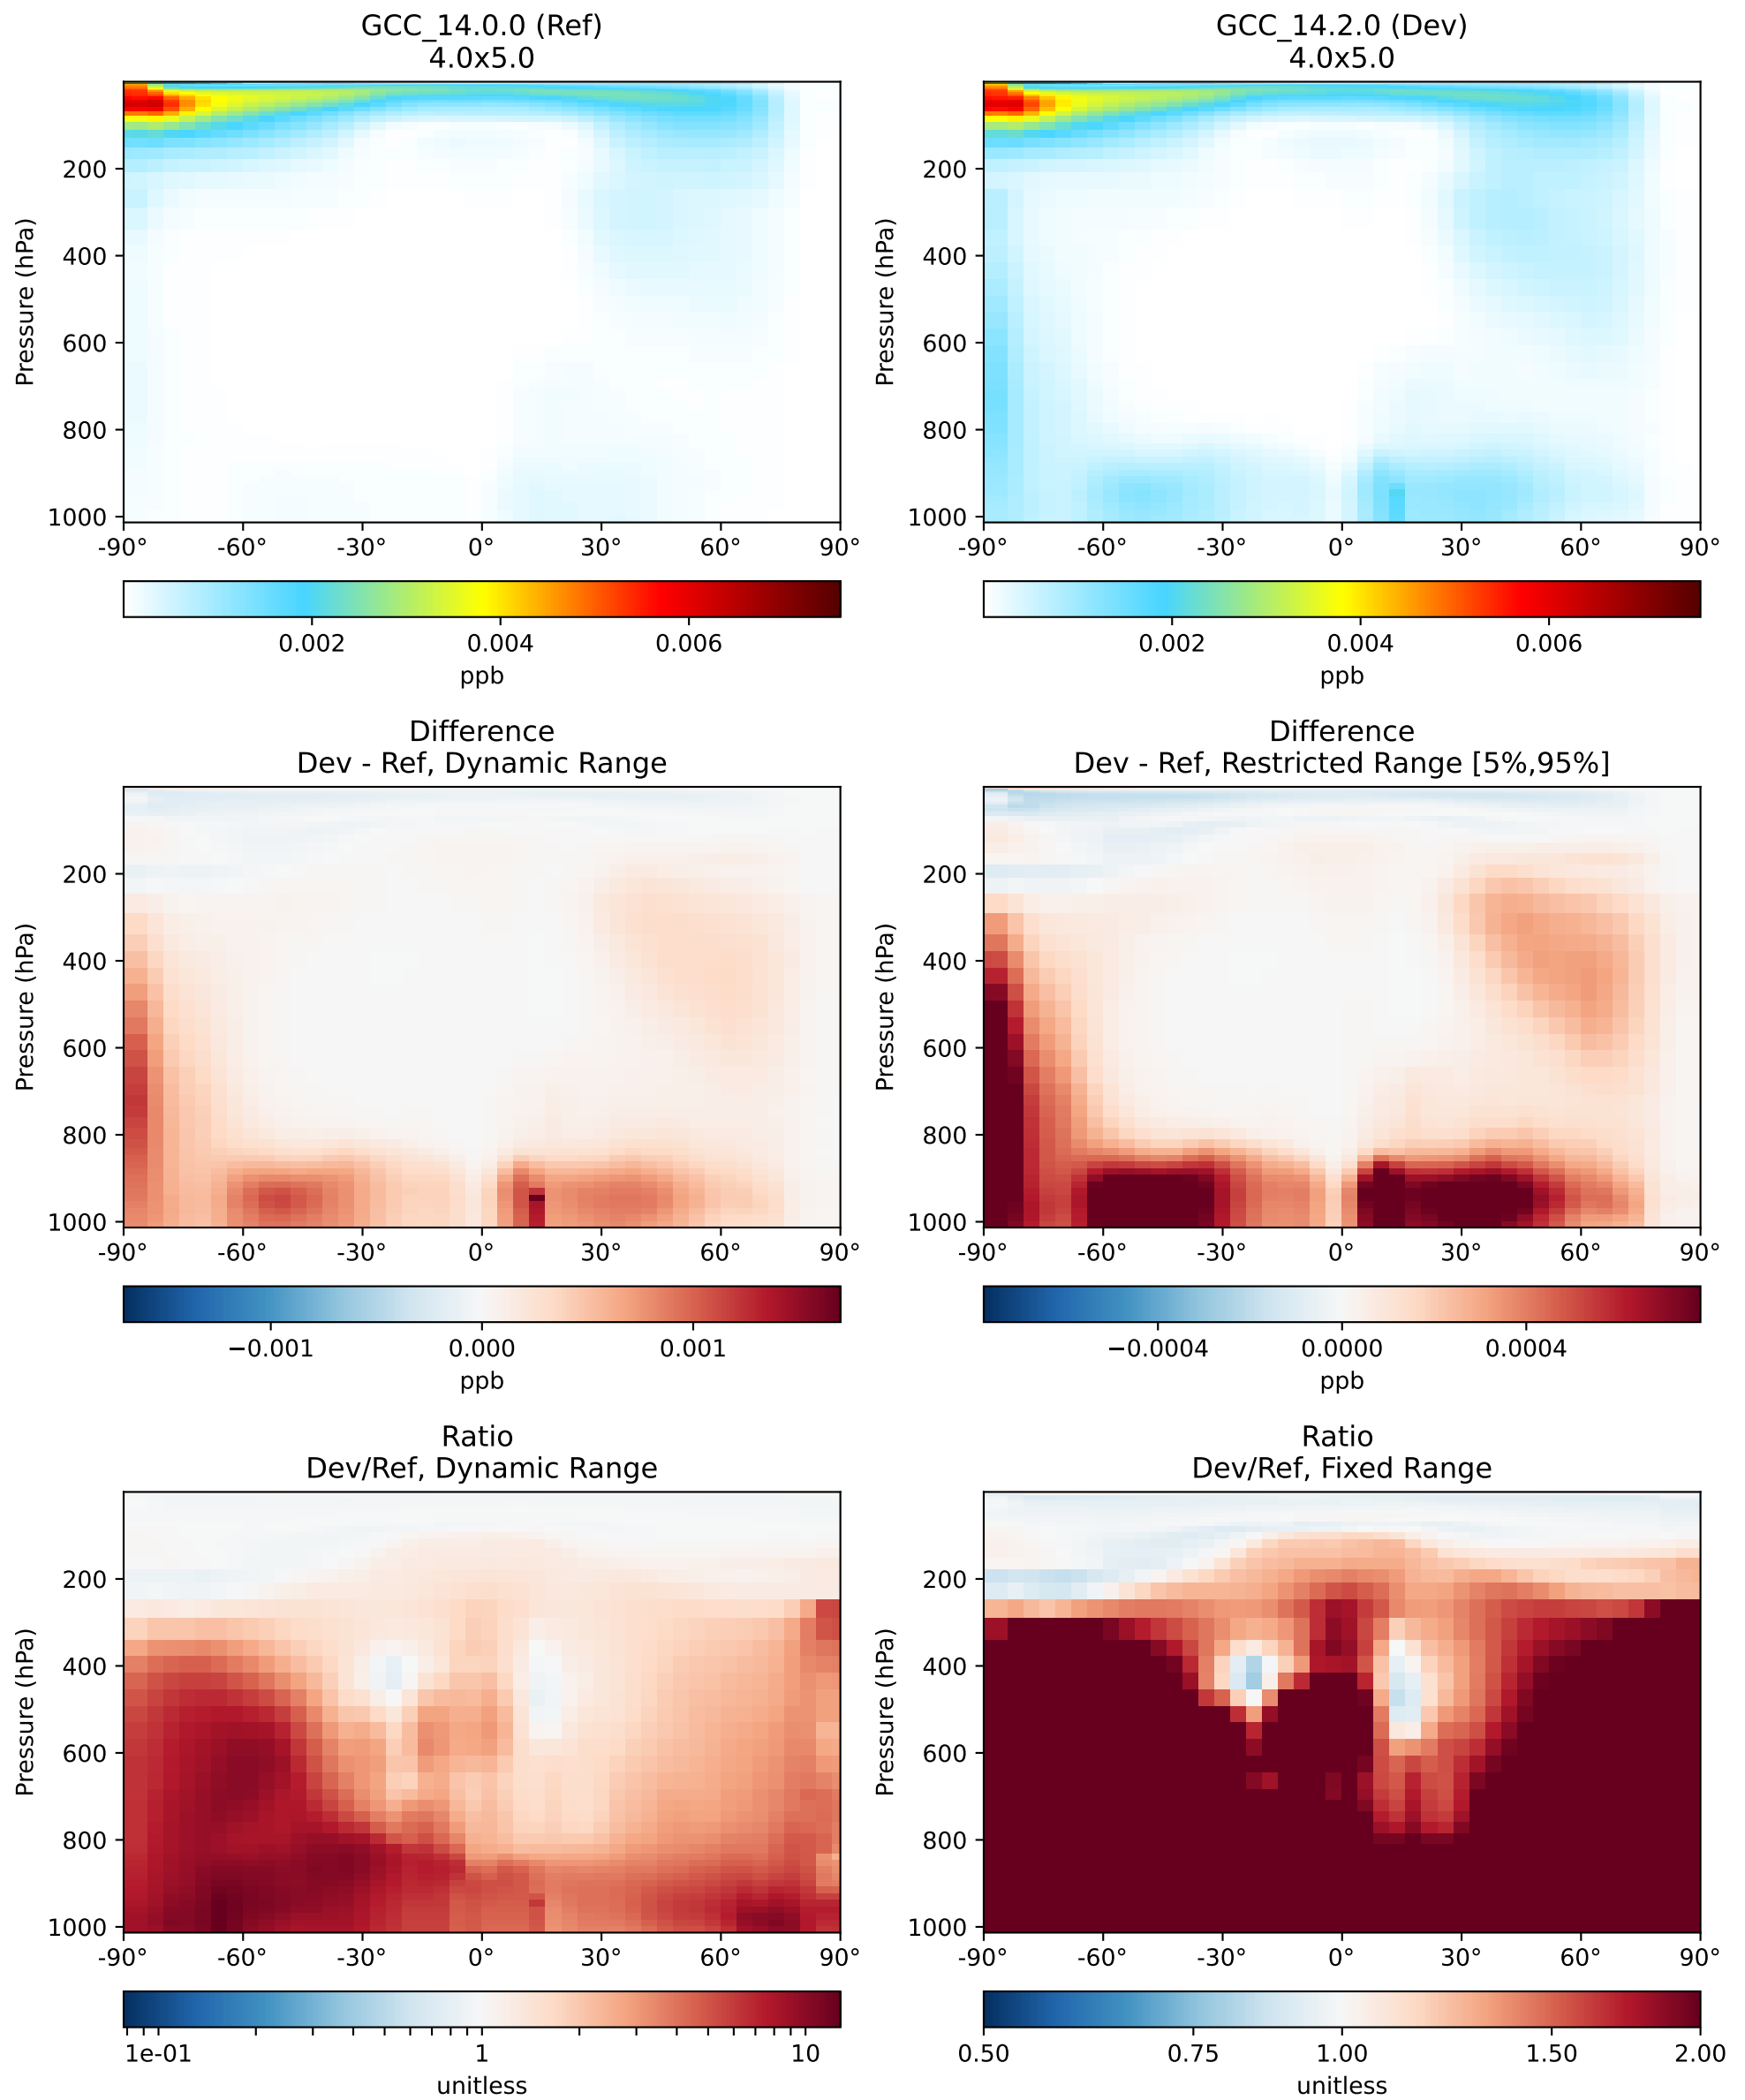 GCC_14.0.0 (Ref)
4.0x5.0
Pressure (hPa)
200
400
600
800
1000
-90° -60° -30° 0° 30° 60° 90°
0.002 0.004 0.006
ppb
GCC_14.2.0 (Dev)
4.0x5.0
Pressure (hPa)
200
400
600
800
1000
-90° -60° -30° 0° 30° 60° 90°
0.002 0.004 0.006
ppb
Difference
Dev - Ref, Dynamic Range
Pressure (hPa)
200
400
600
800
1000
-90° -60° -30° 0° 30° 60° 90°
−0.001 0.000 0.001
ppb
Difference
Dev - Ref, Restricted Range [5%,95%]
Pressure (hPa)
200
400
600
800
1000
-90° -60° -30° 0° 30° 60° 90°
−0.0004 0.0000 0.0004
ppb
Ratio
Dev/Ref, Dynamic Range
Pressure (hPa)
200
400
600
800
1000
-90° -60° -30° 0° 30° 60° 90°
1e-01 1 10
unitless
Ratio
Dev/Ref, Fixed Range
Pressure (hPa)
200
400
600
800
1000
-90° -60° -30° 0° 30° 60° 90°
0.50 0.75 1.00 1.50 2.00
unitless